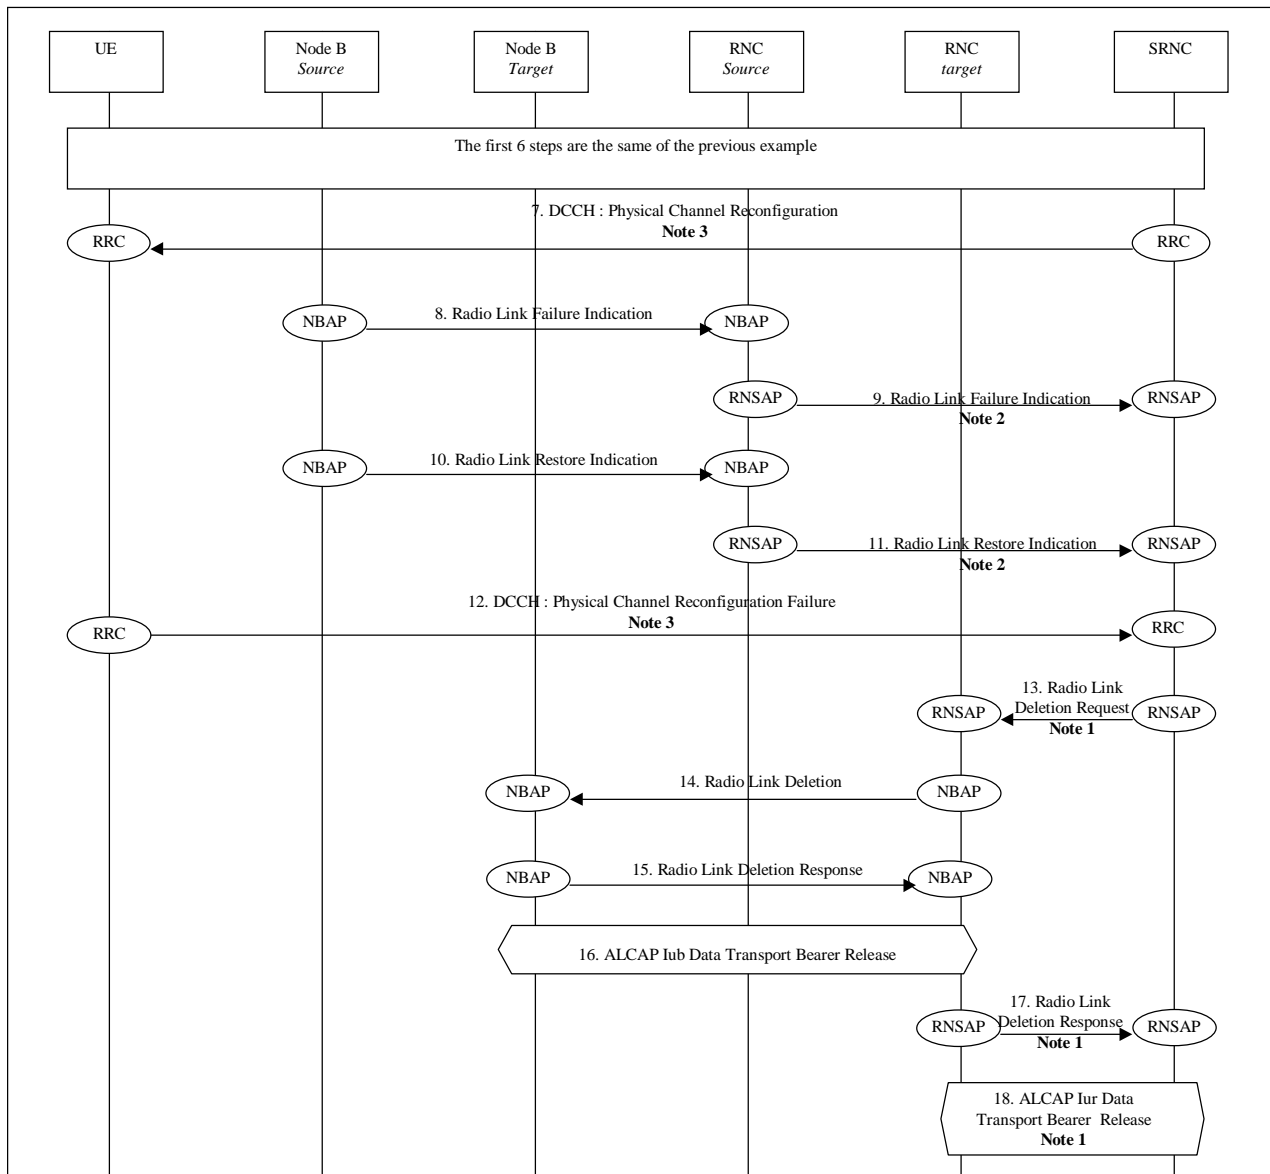 UE
Node B
Source
Node B
Target
RNC
Source
RNC
target
SRNC
The first 6 steps are the same of the previous example
7. DCCH : Physical Channel Reconfiguration
Note 3
RRC
RRC
8. Radio Link Failure Indication
NBAP
NBAP
RNSAP
9. Radio Link Failure Indication
Note 2
RNSAP
10. Radio Link Restore Indication
NBAP
NBAP
RNSAP
11. Radio Link Restore Indication
Note 2
RNSAP
12. DCCH : Physical Channel Reconfiguration Failure
Note 3
RRC
RRC
13. Radio Link
Deletion Request
Note 1
RNSAP
RNSAP
14. Radio Link Deletion
NBAP
NBAP
15. Radio Link Deletion Response
NBAP
NBAP
16. ALCAP Iub Data Transport Bearer Release
17. Radio Link
Deletion Response
Note 1
RNSAP
RNSAP
18. ALCAP Iur Data
Transport Bearer Release
Note 1